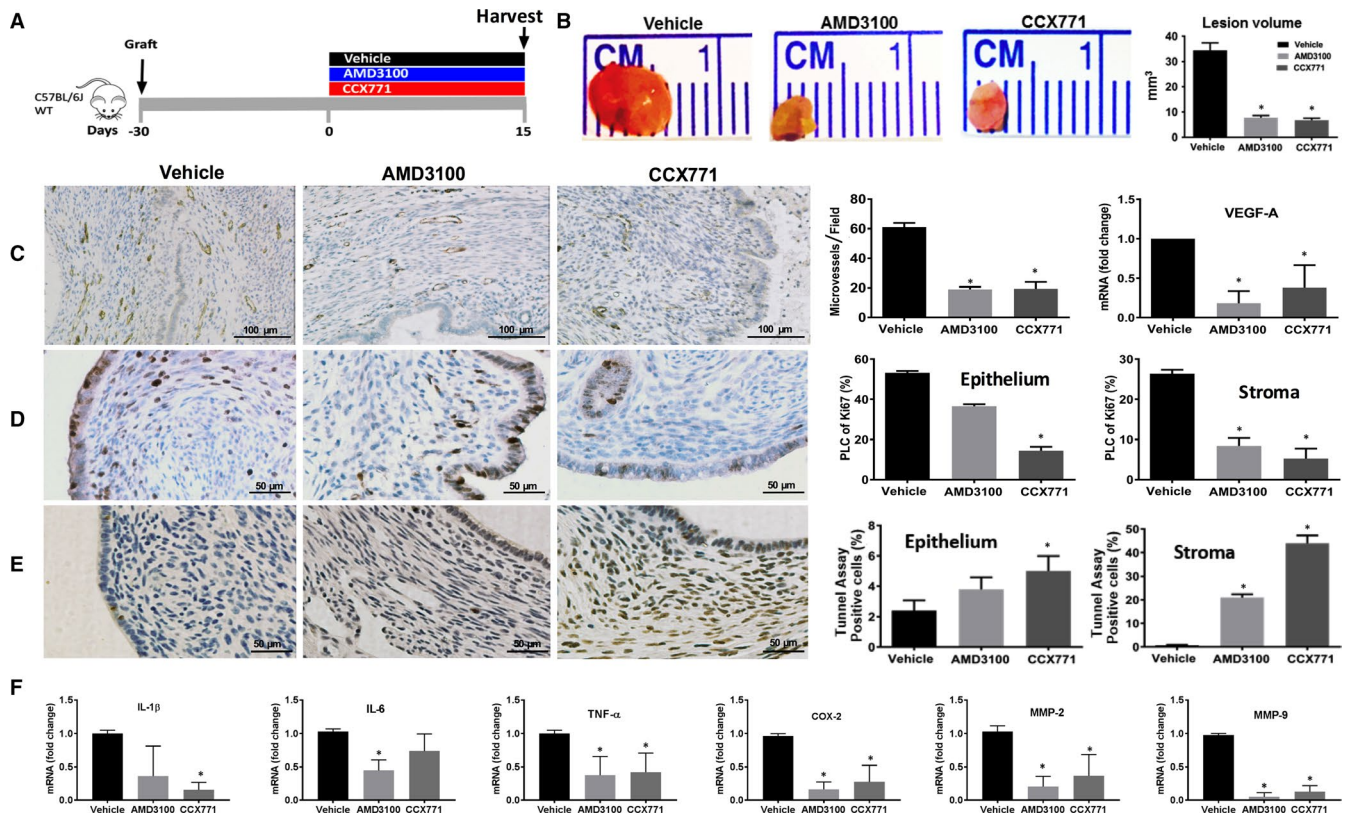 A
Graft
Harvest
Vehicle
AMD3100
CCX771
C57BL/6J
WT
Days
-30
0
15
B
Vehicle
AMD3100
CCX771
CM
1
CM
1
CM
1
Lesion volume
Vehicle
AMD3100
CCX771
mm³
40
30
20
10
0
*
*
Vehicle
AMD3100
CCX771
Vehicle
AMD3100
CCX771
C
100 µm
100 µm
100 µm
Microvessels/Field
80
60
40
20
0
*
*
Vehicle
AMD3100
CCX771
VEGF-A
mRNA (fold change)
1.5
1.0
0.5
0.0
*
*
Vehicle
AMD3100
CCX771
D
50 µm
50 µm
50 µm
Epithelium
PLC of Ki67 (%)
60
40
20
0
*
Vehicle
AMD3100
CCX771
Stroma
PLC of Ki67 (%)
30
20
10
0
*
*
Vehicle
AMD3100
CCX771
E
50 µm
50 µm
50 µm
Epithelium
Tunnel Assay
Positive cells (%)
8
6
4
2
0
*
Vehicle
AMD3100
CCX771
Stroma
Tunnel Assay
Positive cells (%)
50
40
30
20
10
0
*
*
Vehicle
AMD3100
CCX771
F
IL-1β
mRNA (fold change)
1.5
1.0
0.5
0.0
*
Vehicle
AMD3100
CCX771
IL-6
mRNA (fold change)
1.5
1.0
0.5
0.0
*
Vehicle
AMD3100
CCX771
TNF-α
mRNA (fold change)
1.5
1.0
0.5
0.0
*
*
Vehicle
AMD3100
CCX771
COX-2
mRNA (fold change)
1.5
1.0
0.5
0.0
*
*
Vehicle
AMD3100
CCX771
MMP-2
mRNA (fold change)
1.5
1.0
0.5
0.0
*
*
Vehicle
AMD3100
CCX771
MMP-9
mRNA (fold change)
1.5
1.0
0.5
0.0
*
*
Vehicle
AMD3100
CCX771